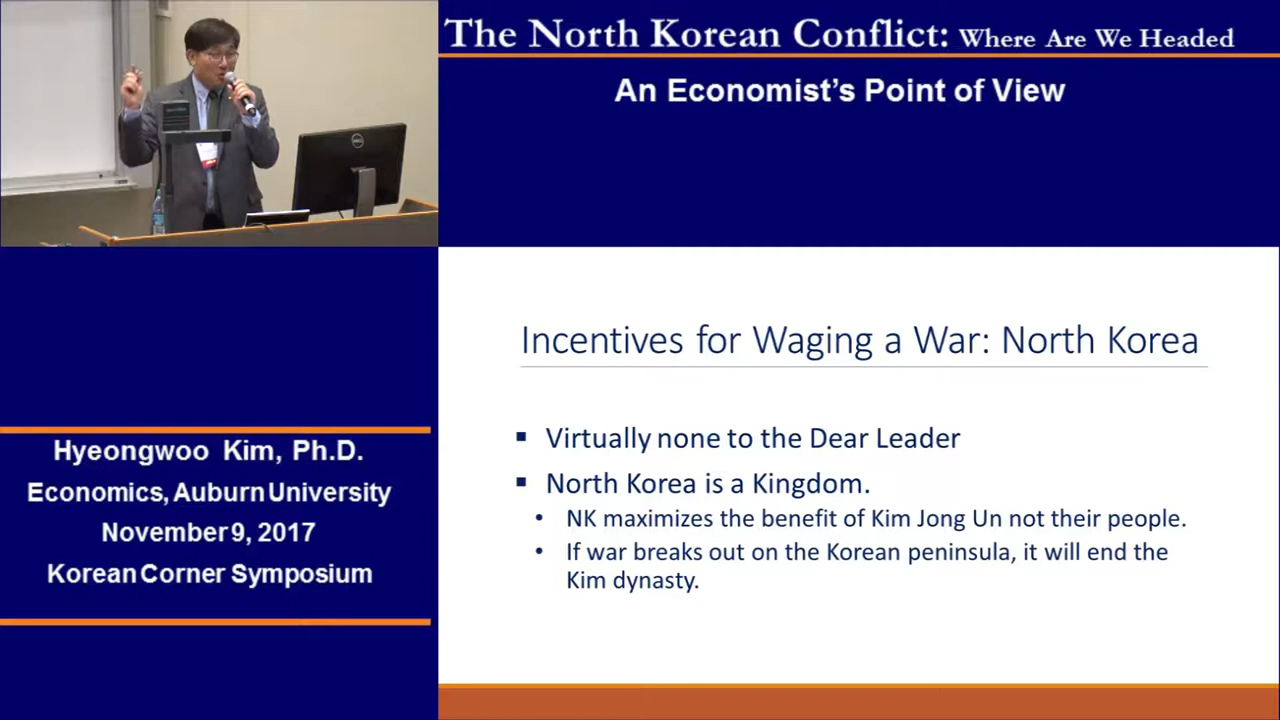 The North Korean Conflict: Where Are We Headed
An Economist's Point of View
DELL
Incentives for Waging a War: North Korea
▪ Virtually none to the Dear Leader
▪ North Korea is a Kingdom.
• NK maximizes the benefit of Kim Jong Un not their people.
• If war breaks out on the Korean peninsula, it will end the
Kim dynasty.
Hyeongwoo Kim, Ph.D.
Economics, Auburn University
November 9, 2017
Korean Corner Symposium